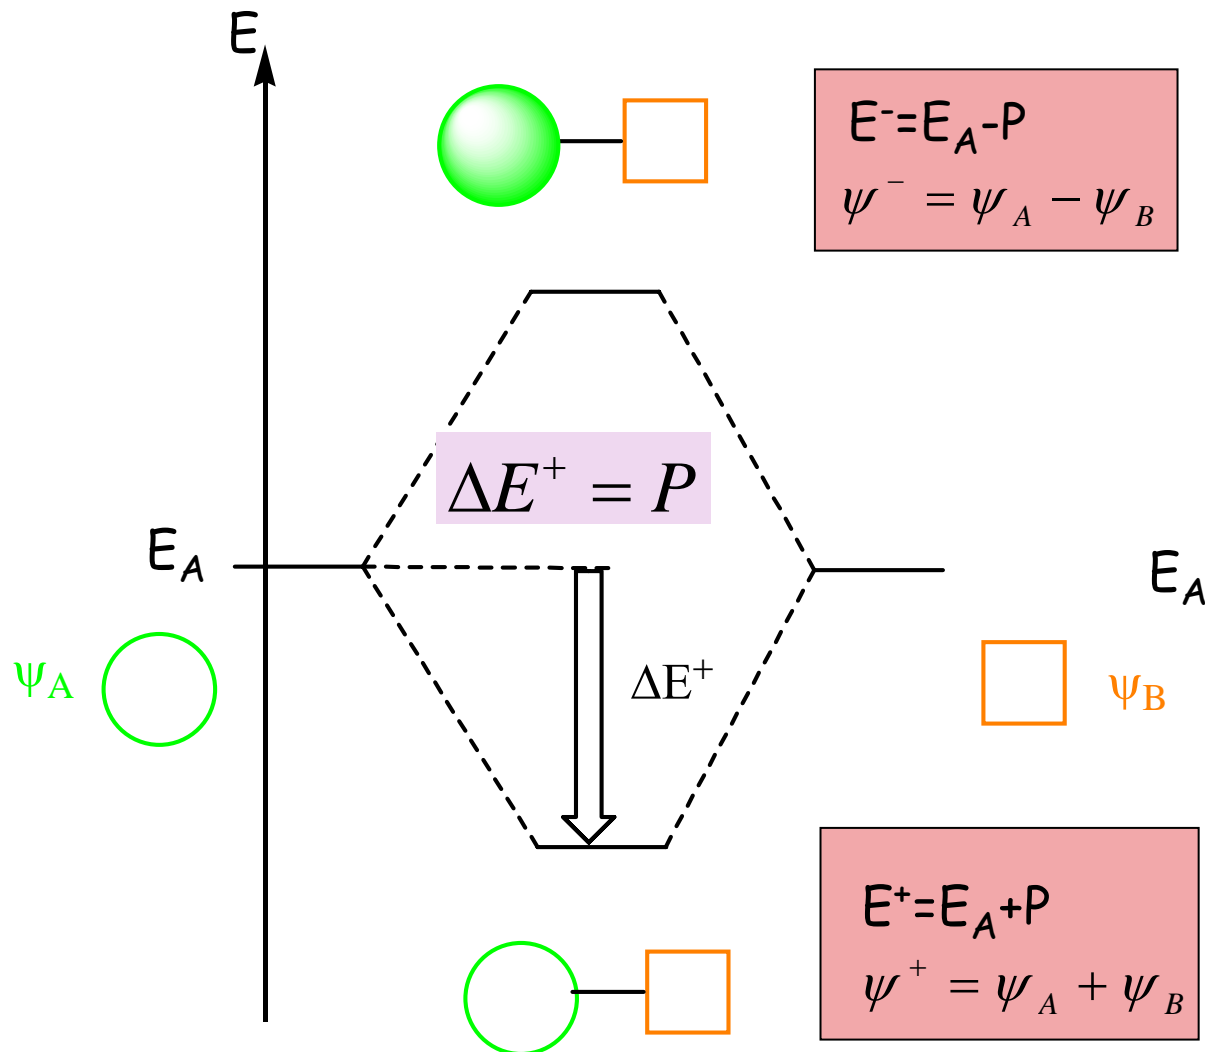 E
E⁻=E_A-P
ψ⁻ = ψ_A − ψ_B
ΔE⁺ = P
E_A
E_A
ψ_A
ΔE⁺
ψ_B
E⁺=E_A+P
ψ⁺ = ψ_A + ψ_B